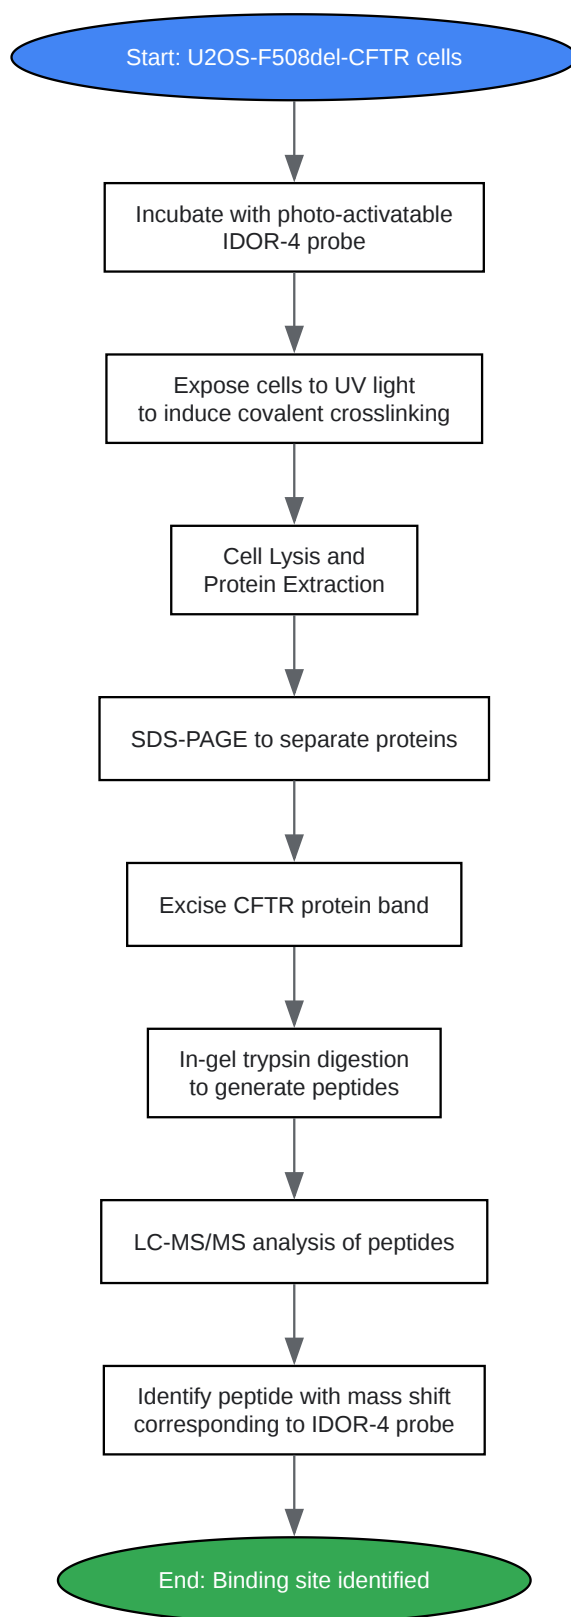 Start: U2OS-F508del-CFTR cells
Incubate with photo-activatable
IDOR-4 probe
Expose cells to UV light
to induce covalent crosslinking
Cell Lysis and
Protein Extraction
SDS-PAGE to separate proteins
Excise CFTR protein band
In-gel trypsin digestion
to generate peptides
LC-MS/MS analysis of peptides
Identify peptide with mass shift
corresponding to IDOR-4 probe
End: Binding site identified